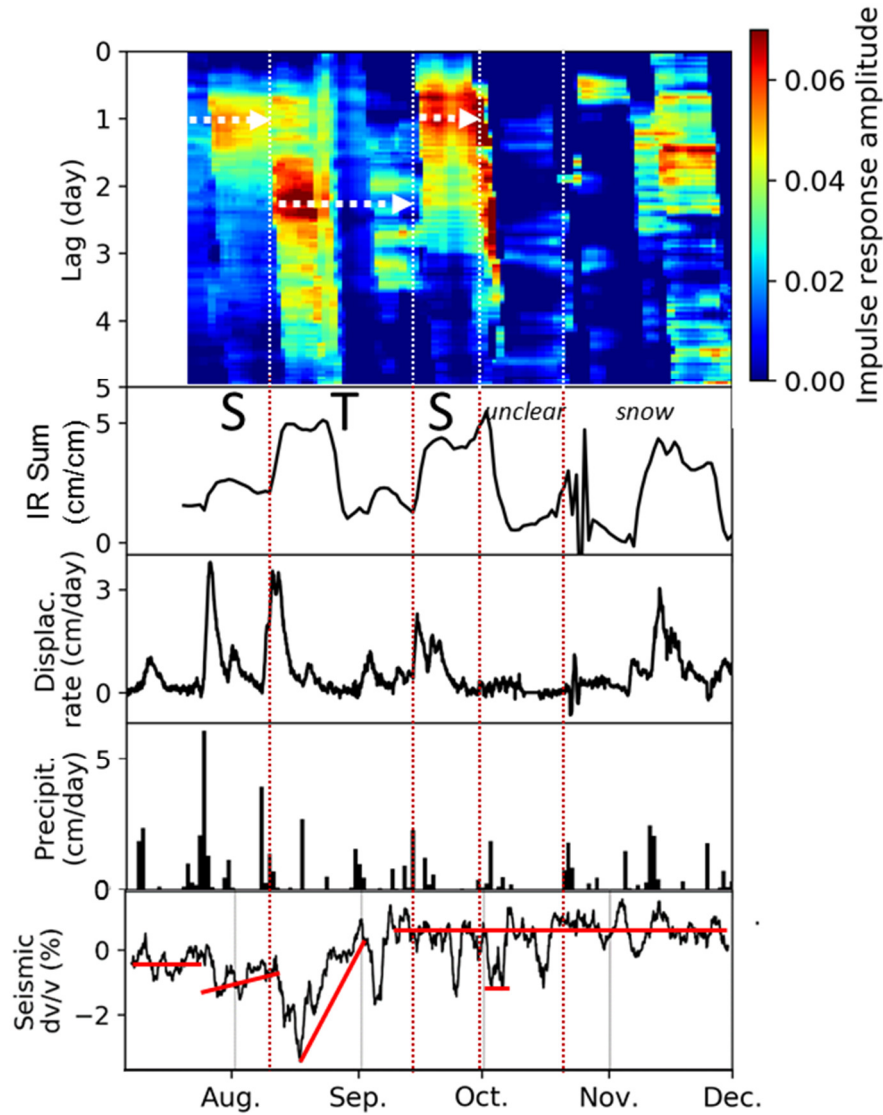 0
1
2
3
4
5
Lag (day)
0.06
0.04
0.02
0.00
Impulse response amplitude
S T S unclear snow
5
0
IR Sum
(cm/cm)
3
0
Displac.
rate (cm/day)
5
0
Precipit.
(cm/day)
0
−2
Seismic
dv/v (%)
Aug. Sep. Oct. Nov. Dec.